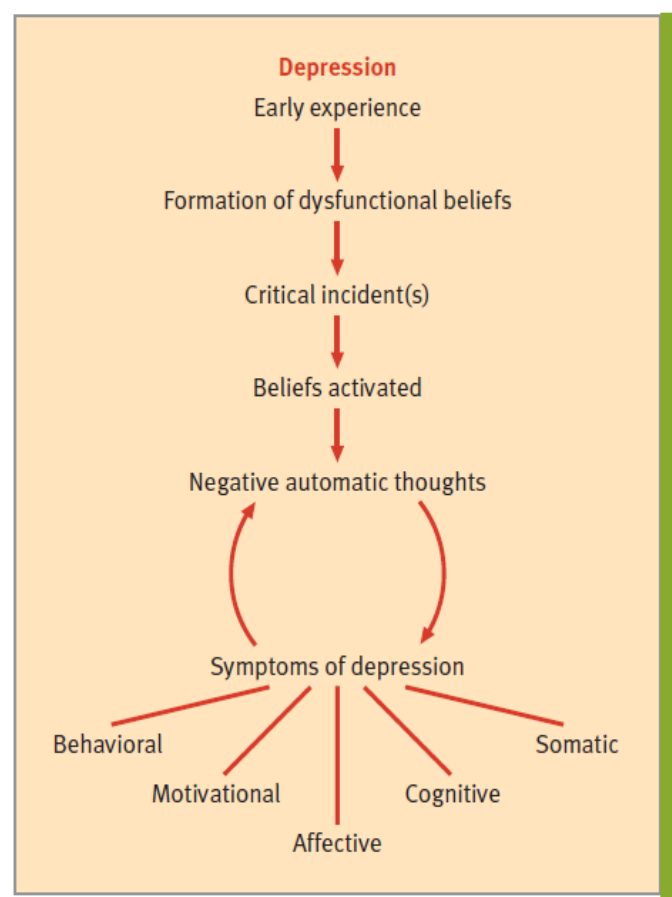 Depression
Early experience
Formation of dysfunctional beliefs
Critical incident(s)
Beliefs activated
Negative automatic thoughts
Symptoms of depression
Behavioral
Somatic
Motivational
Cognitive
Affective